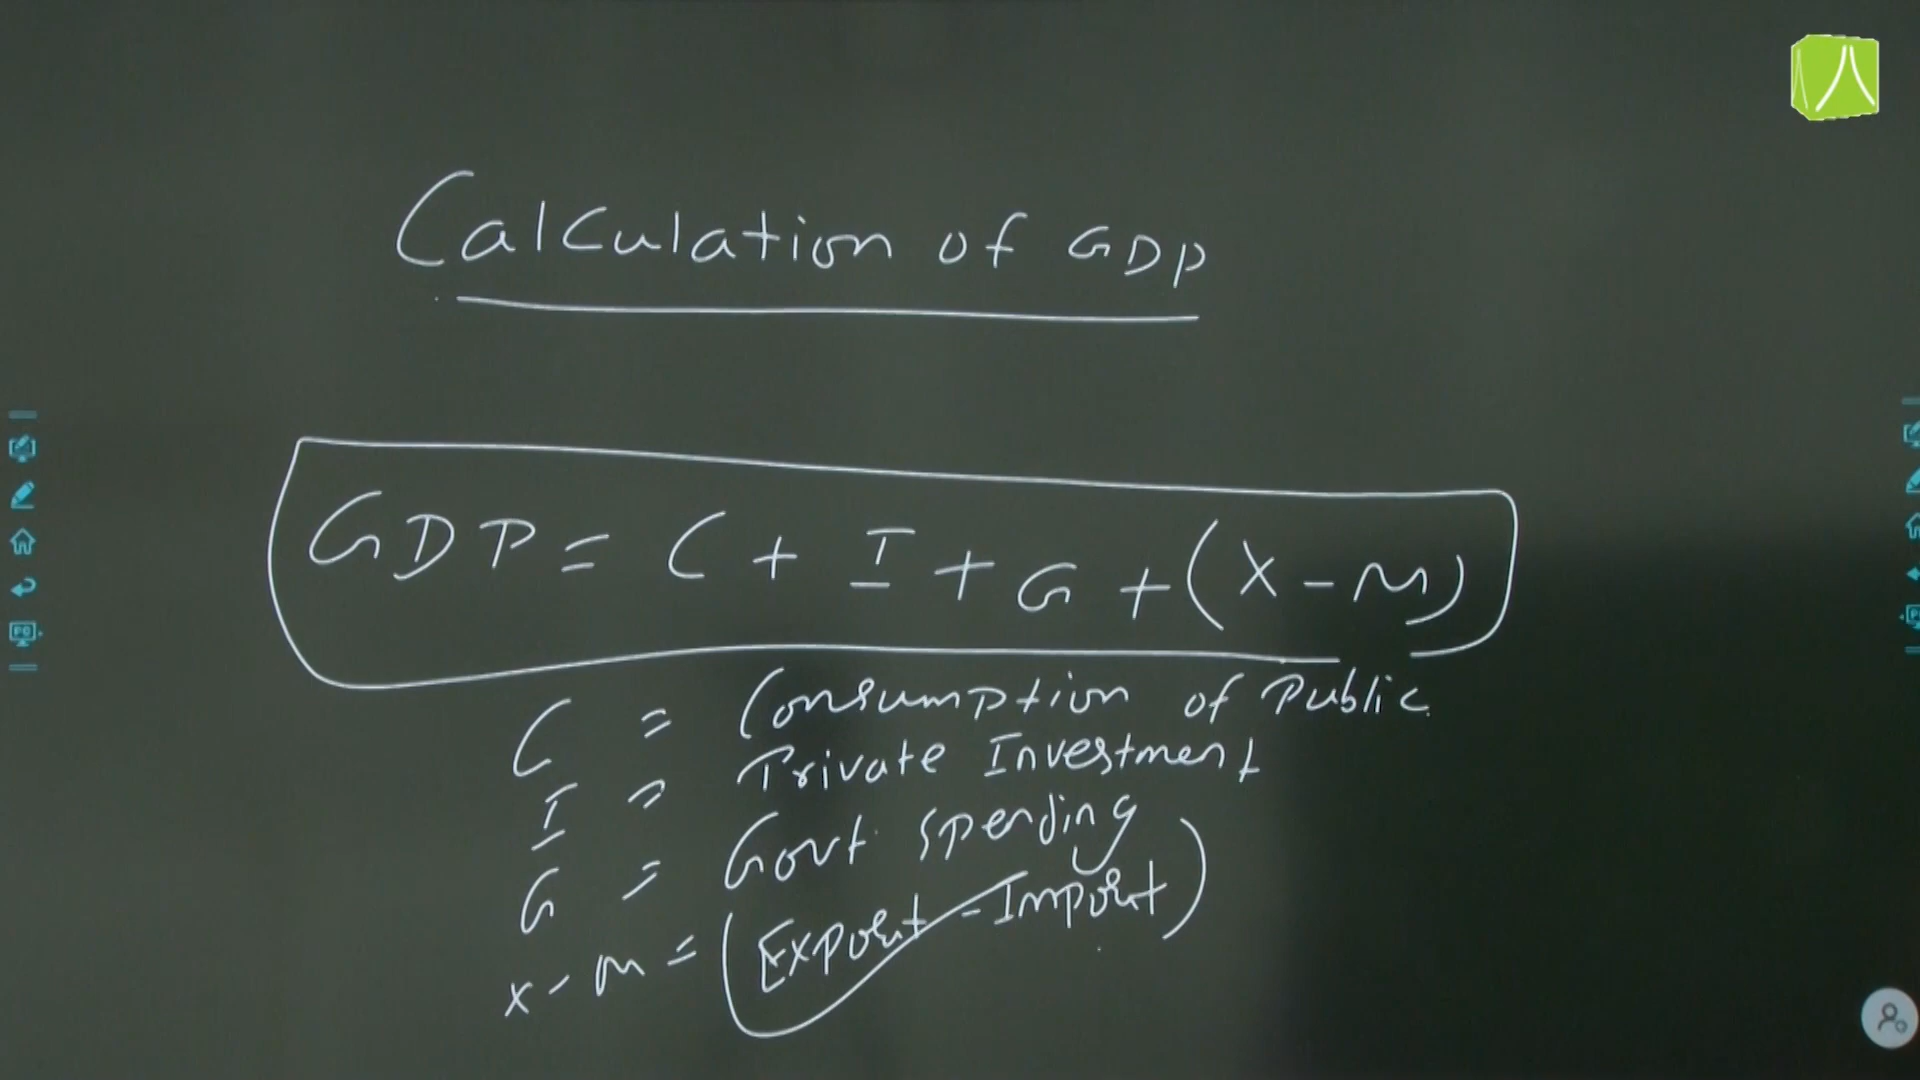 Calculation of GDP
GDP = C + I + G + (X - M)
C = Consumption of Public
I = Private Investment
G = Govt. Spending
X - M = (Export - Import)